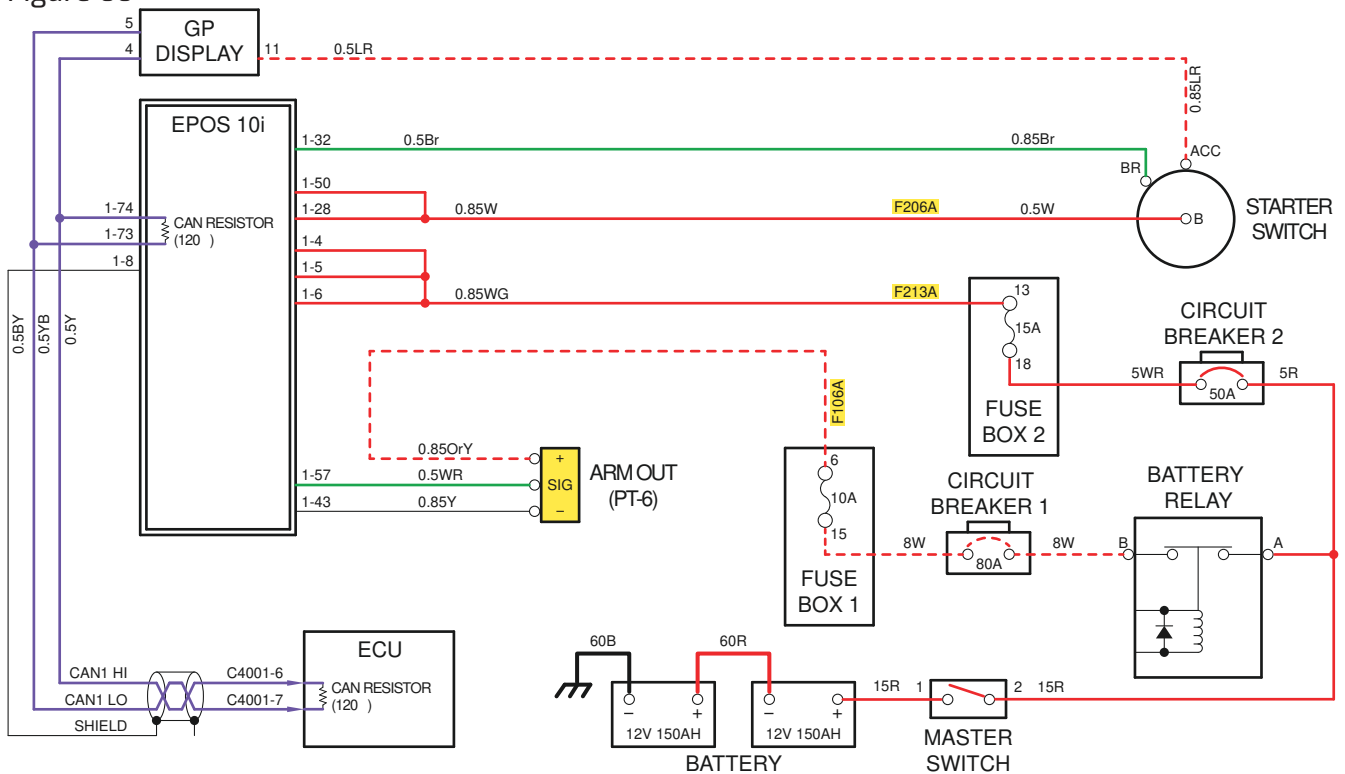 5
GP
DISPLAY
4
11
0.5LR
0.85LR
EPOS 10i
1-32
0.5Br
0.85Br
BR
ACC
1-50
1-28
0.85W
F206A
0.5W
B
STARTER
SWITCH
1-74
CAN RESISTOR
(120 )
1-73
1-8
1-4
1-5
1-6
0.85WG
F213A
13
15A
18
FUSE
BOX 2
CIRCUIT
BREAKER 2
5WR
50A
5R
0.5BY
0.5YB
0.5Y
F106A
0.85OrY
+
1-57
0.5WR
SIG
1-43
0.85Y
–
ARM OUT
(PT-6)
6
10A
15
FUSE
BOX 1
CIRCUIT
BREAKER 1
8W
80A
8W
BATTERY
RELAY
B
A
ECU
CAN RESISTOR
(120 )
CAN1 HI
C4001-6
CAN1 LO
C4001-7
SHIELD
60B
60R
–
+
12V 150AH
–
+
12V 150AH
BATTERY
15R
1
2
15R
MASTER
SWITCH